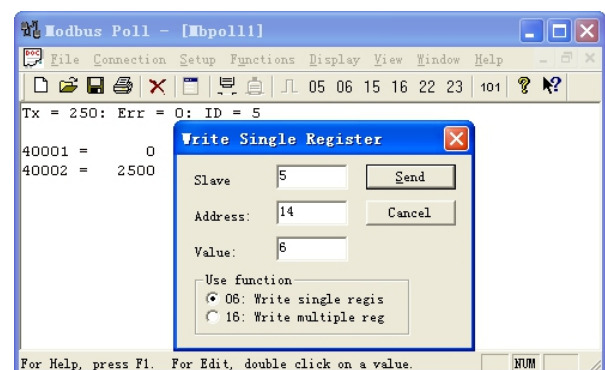 Modbus Poll - [Mbpoll1]
File Connection Setup Functions Display View Window Help
05 06 15 16 22 23 101
Tx = 250: Err = 0: ID = 5
40001 = 0
40002 = 2500
Write Single Register
Slave 5 Send
Address: 14 Cancel
Value: 6
Use function
06: Write single regis
16: Write multiple reg
For Help, press F1. For Edit, double click on a value. NUM